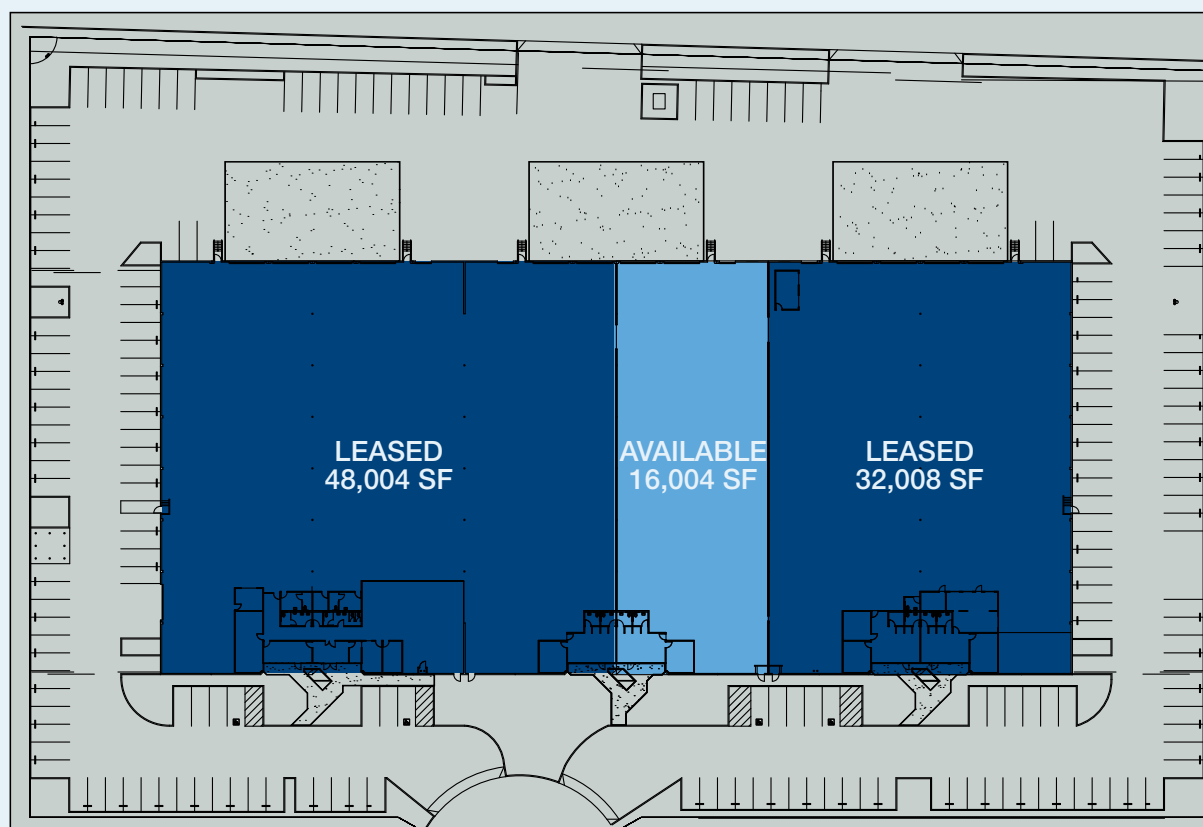 LEASED
48,004 SF
AVAILABLE
16,004 SF
LEASED
32,008 SF